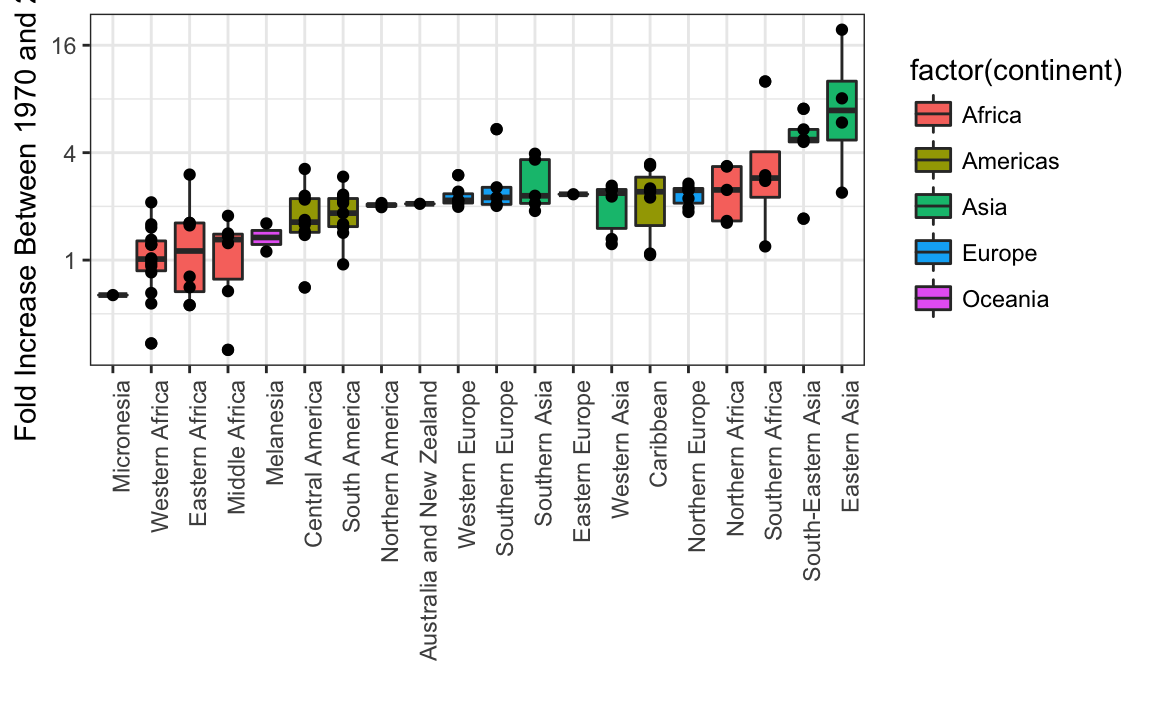 Fold Increase Between 1970 and
16
4
1
Micronesia
Western Africa
Eastern Africa
Middle Africa
Melanesia
Central America
South America
Northern America
Australia and New Zealand
Western Europe
Southern Europe
Southern Asia
Eastern Europe
Western Asia
Caribbean
Northern Europe
Northern Africa
Southern Africa
South-Eastern Asia
Eastern Asia
factor(continent)
Africa
Americas
Asia
Europe
Oceania